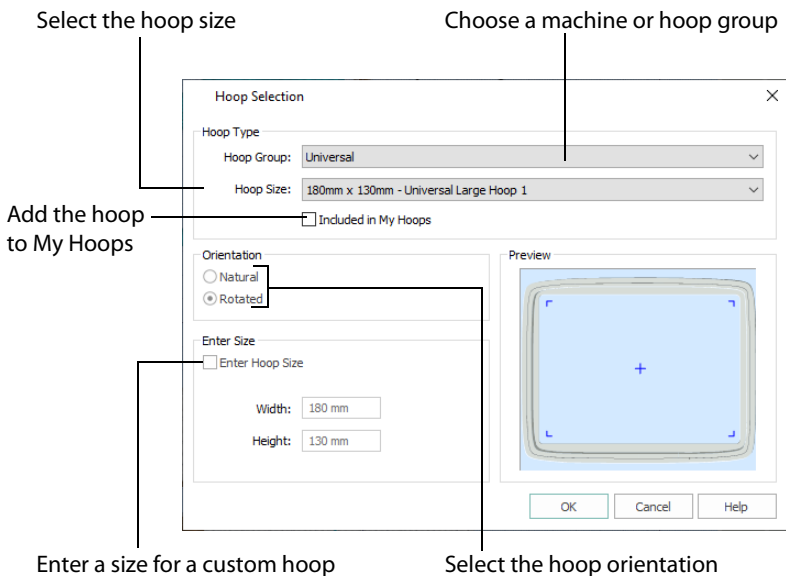 Select the hoop size
Choose a machine or hoop group
Hoop Selection
Hoop Type
Hoop Group: Universal
Hoop Size: 180mm x 130mm - Universal Large Hoop 1
Add the hoop
to My Hoops
Included in My Hoops
Orientation
Natural
Rotated
Preview
Enter Size
Enter Hoop Size
Width: 180 mm
Height: 130 mm
OK Cancel Help
Enter a size for a custom hoop
Select the hoop orientation